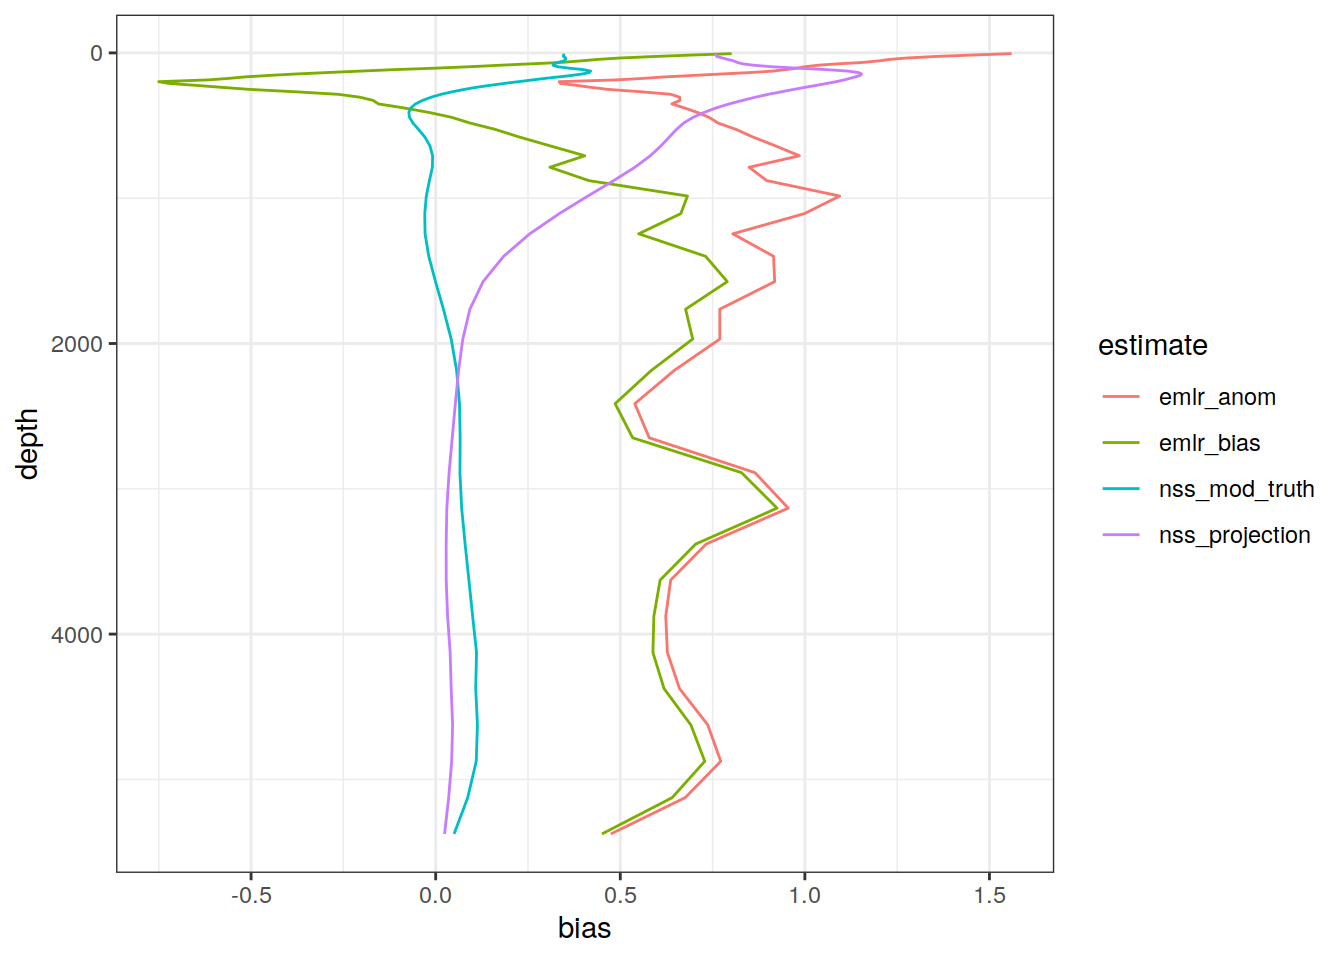 0
2000
4000
depth
-0.5
0.0
0.5
1.0
1.5
bias
estimate
emlr_anom
emlr_bias
nss_mod_truth
nss_projection